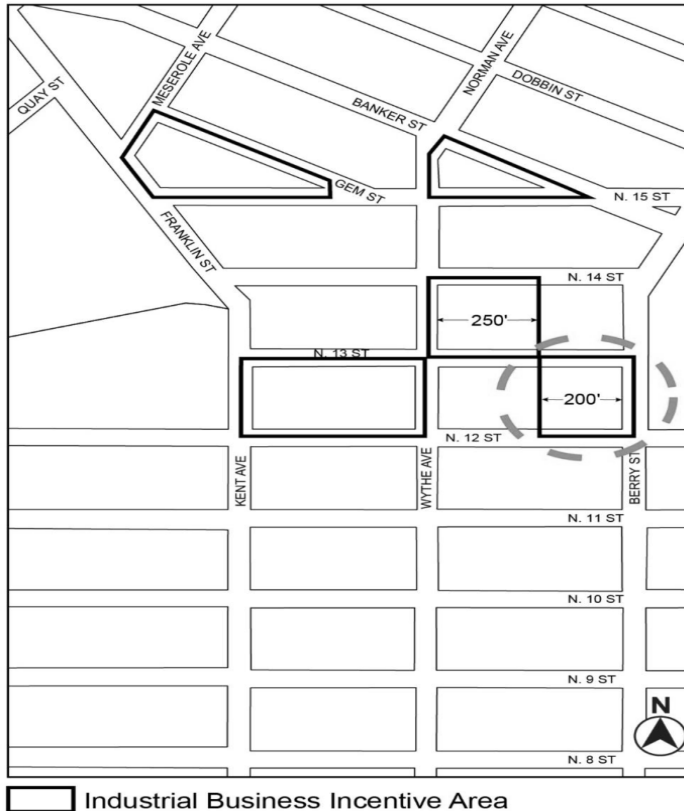 MESEROLE AVE
NORMAN AVE
QUAY ST
DOBBIN ST
BANKER ST
GEM ST
N. 15 ST
FRANKLIN ST
N. 14 ST
250'
N. 13 ST
200'
N. 12 ST
KENT AVE
WYTHE AVE
BERRY ST
N. 11 ST
N. 10 ST
N. 9 ST
N
N. 8 ST
Industrial Business Incentive Area